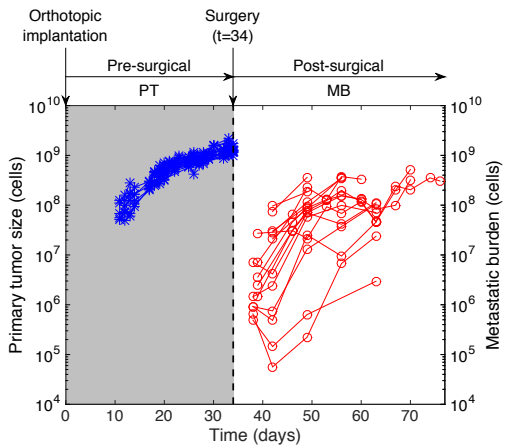 Orthotopic
implantation
Surgery
(t=34)
Pre-surgical
Post-surgical
PT
MB
Primary tumor size (cells)
10^10
10^9
10^8
10^7
10^6
10^5
10^4
10^10
10^9
10^8
10^7
10^6
10^5
10^4
Metastatic burden (cells)
0 10 20 30 40 50 60 70
Time (days)